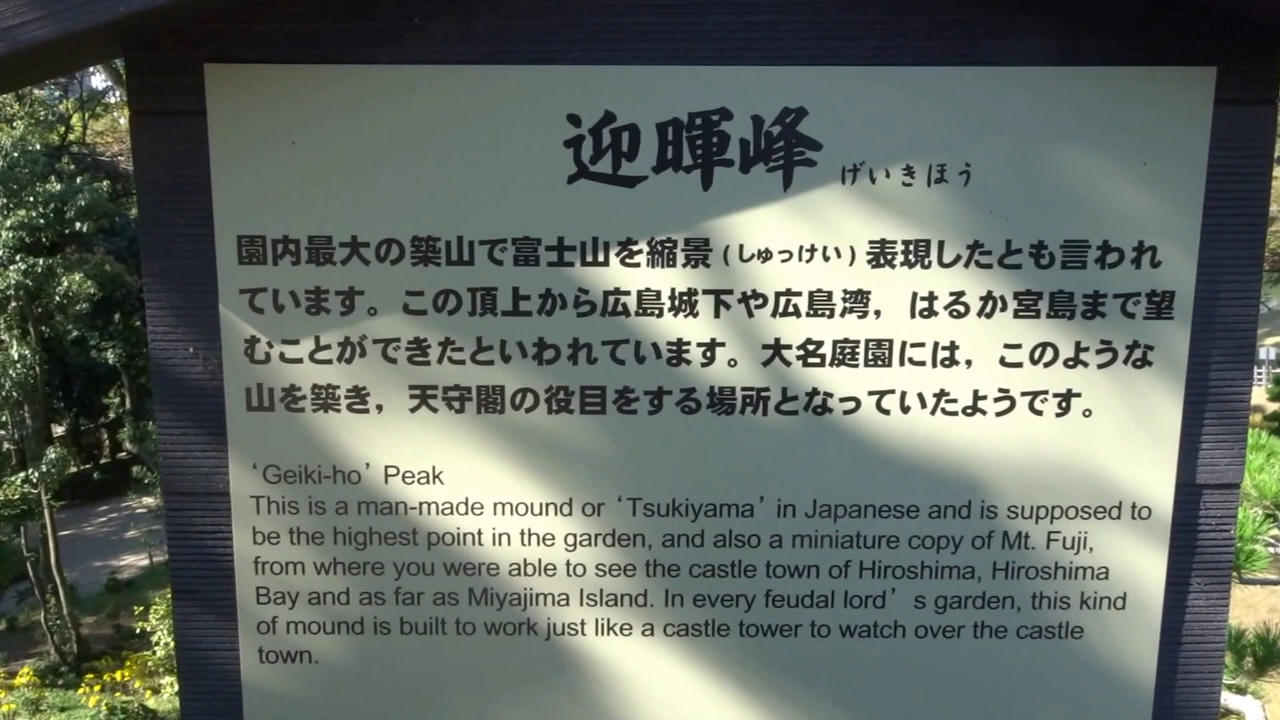 迎暉峰 げいきほう
園内最大の築山で富士山を縮景(しゅっけい)表現したとも言われ
ています。この頂上から広島城下や広島湾，はるか宮島まで望
むことができたといわれています。大名庭園には，このような
山を築き，天守閣の役目をする場所となっていたようです。
‘Geiki-ho’ Peak
This is a man-made mound or ‘Tsukiyama’ in Japanese and is supposed to
be the highest point in the garden, and also a miniature copy of Mt. Fuji,
from where you were able to see the castle town of Hiroshima, Hiroshima
Bay and as far as Miyajima Island. In every feudal lord’ s garden, this kind
of mound is built to work just like a castle tower to watch over the castle
town.